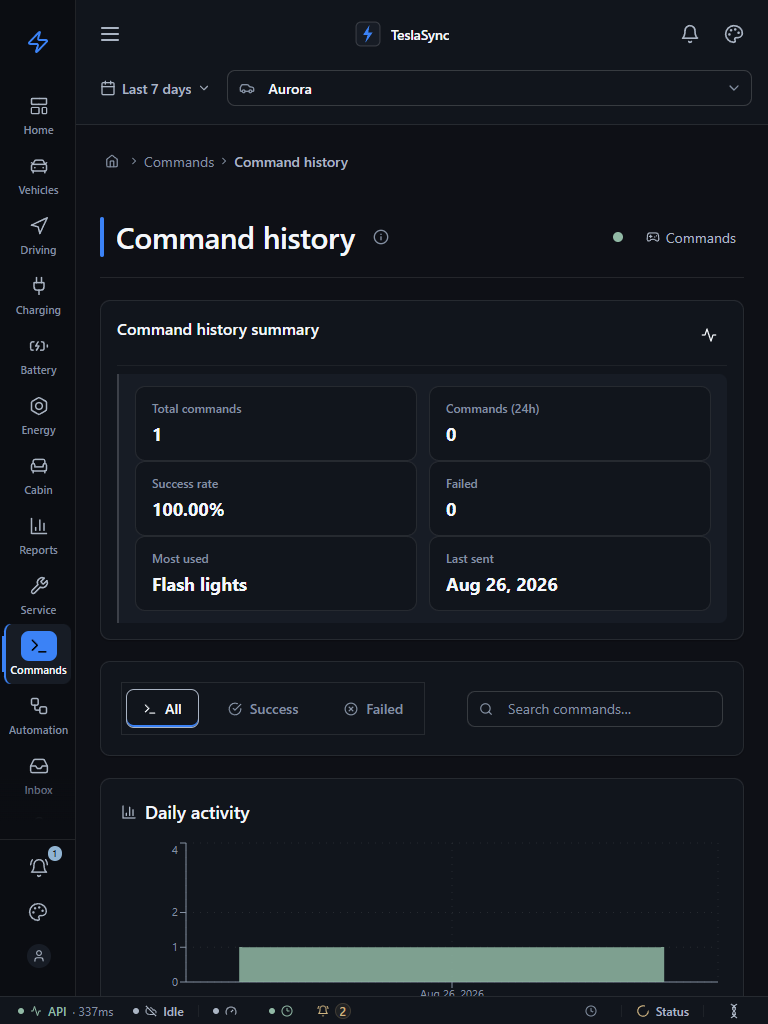 TeslaSync
Last 7 days
Aurora
Home
Vehicles
Driving
Charging
Battery
Energy
Cabin
Reports
Service
Commands
Automation
Inbox
1
Commands
Command history
Command history
Commands
Command history summary
Total commands
1
Commands (24h)
0
Success rate
100.00%
Failed
0
Most used
Flash lights
Last sent
Aug 26, 2026
All
Success
Failed
Search commands...
Daily activity
4
2
1
0
Aug 26, 2026
API · 337ms
Idle
2
Status